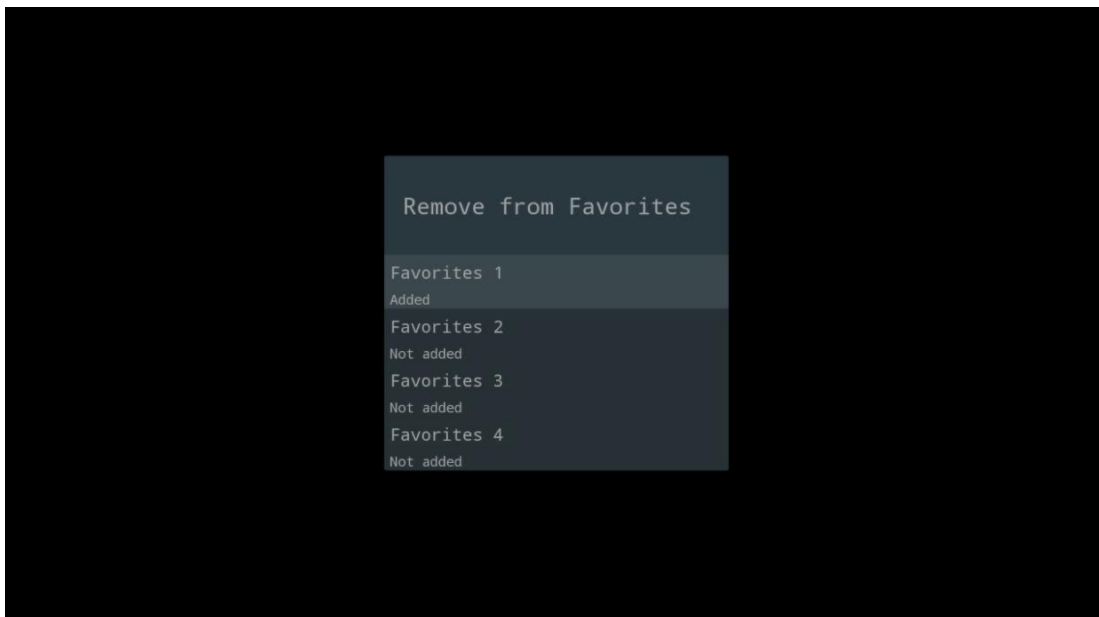 Remove from Favorites
Favorites 1
Added
Favorites 2
Not added
Favorites 3
Not added
Favorites 4
Not added